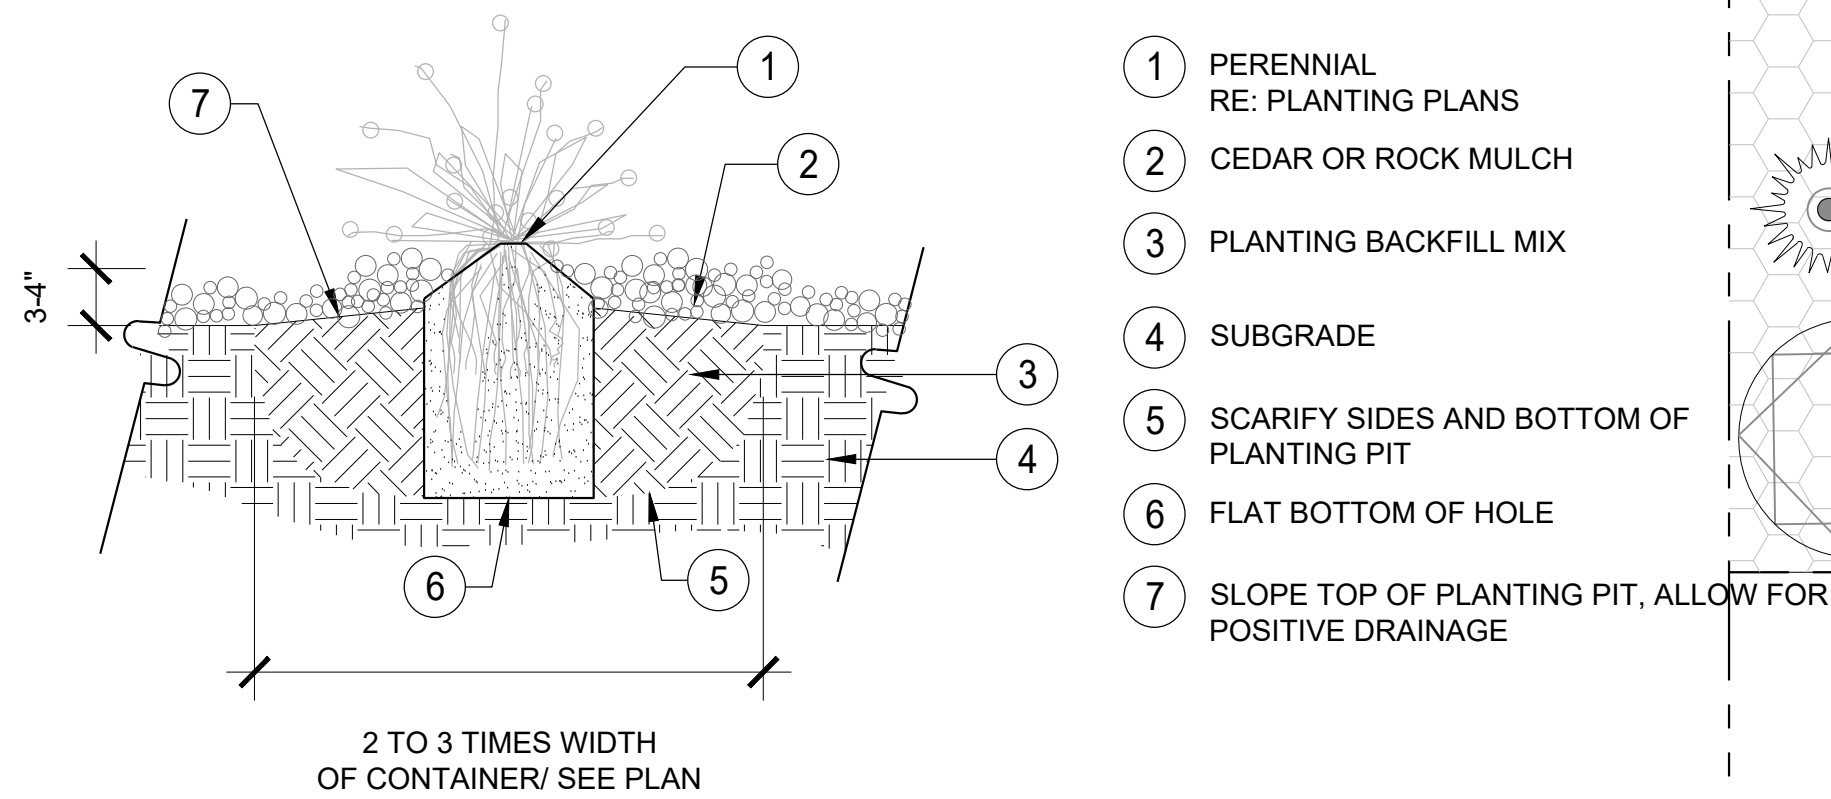 1
7
2
3-4"
3
4
6
5
2 TO 3 TIMES WIDTH
OF CONTAINER/ SEE PLAN
1 PERENNIAL
RE: PLANTING PLANS
2 CEDAR OR ROCK MULCH
3 PLANTING BACKFILL MIX
4 SUBGRADE
5 SCARIFY SIDES AND BOTTOM OF
PLANTING PIT
6 FLAT BOTTOM OF HOLE
7 SLOPE TOP OF PLANTING PIT, ALLOW FOR
POSITIVE DRAINAGE